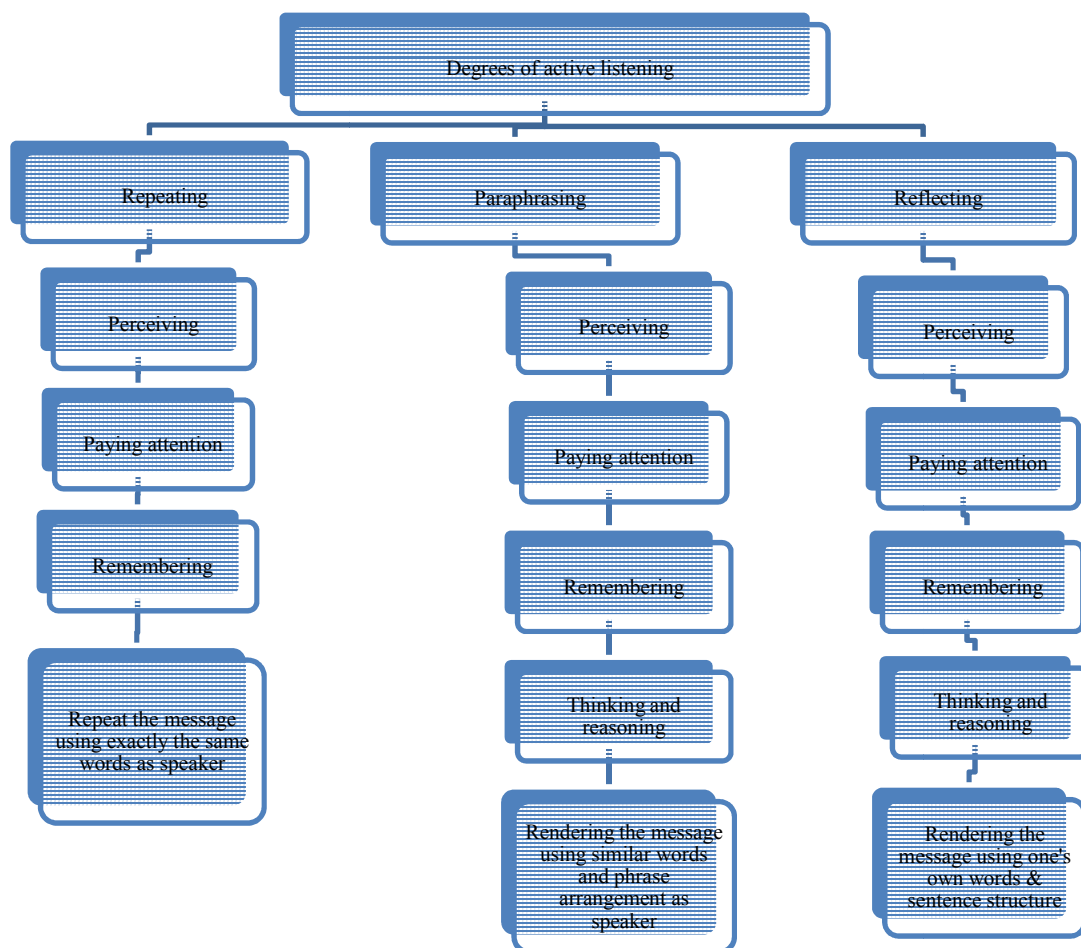 Degrees of active listening
Repeating
Perceiving
Paying attention
Remembering
Repeat the message
using exactly the same
words as speaker
Paraphrasing
Perceiving
Paying attention
Remembering
Thinking and
reasoning
Rendering the message
using similar words
and phrase
arrangement as
speaker
Reflecting
Perceiving
Paying attention
Remembering
Thinking and
reasoning
Rendering the
message using one's
own words &
sentence structure